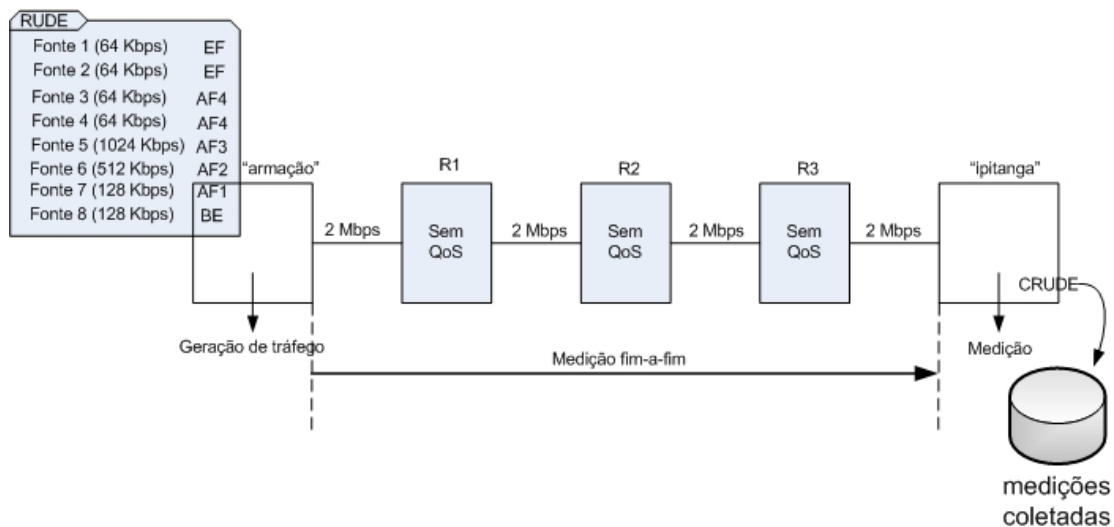 RUDE
Fonte 1 (64 Kbps) EF
Fonte 2 (64 Kbps) EF
Fonte 3 (64 Kbps) AF4
Fonte 4 (64 Kbps) AF4
Fonte 5 (1024 Kbps) AF3
Fonte 6 (512 Kbps) AF2
Fonte 7 (128 Kbps) AF1
Fonte 8 (128 Kbps) BE
"armação"
R1
R2
R3
"ipitanga"
2 Mbps
Sem
QoS
2 Mbps
Sem
QoS
2 Mbps
Sem
QoS
2 Mbps
CRUDE
Geração de tráfego
Medição fim-a-fim
Medição
medições
coletadas